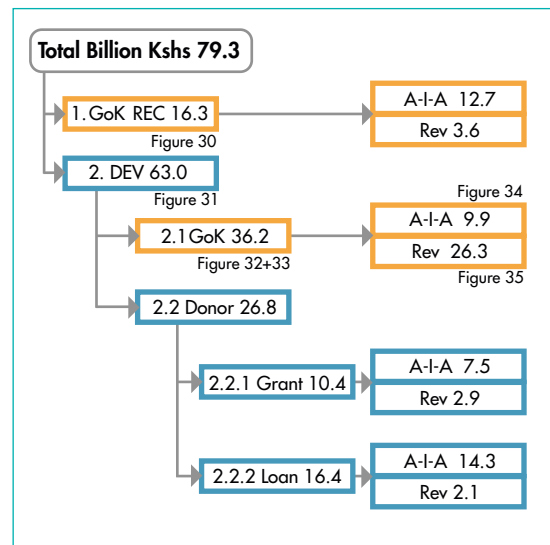 Total Billion Kshs 79.3
1. GoK REC 16.3
A-I-A 12.7
Rev 3.6
Figure 30
2. DEV 63.0
Figure 31
Figure 34
2.1 GoK 36.2
A-I-A 9.9
Rev 26.3
Figure 32+33
Figure 35
2.2 Donor 26.8
2.2.1 Grant 10.4
A-I-A 7.5
Rev 2.9
2.2.2 Loan 16.4
A-I-A 14.3
Rev 2.1